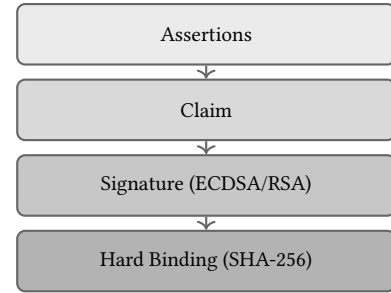 Assertions
Claim
Signature (ECDSA/RSA)
Hard Binding (SHA-256)